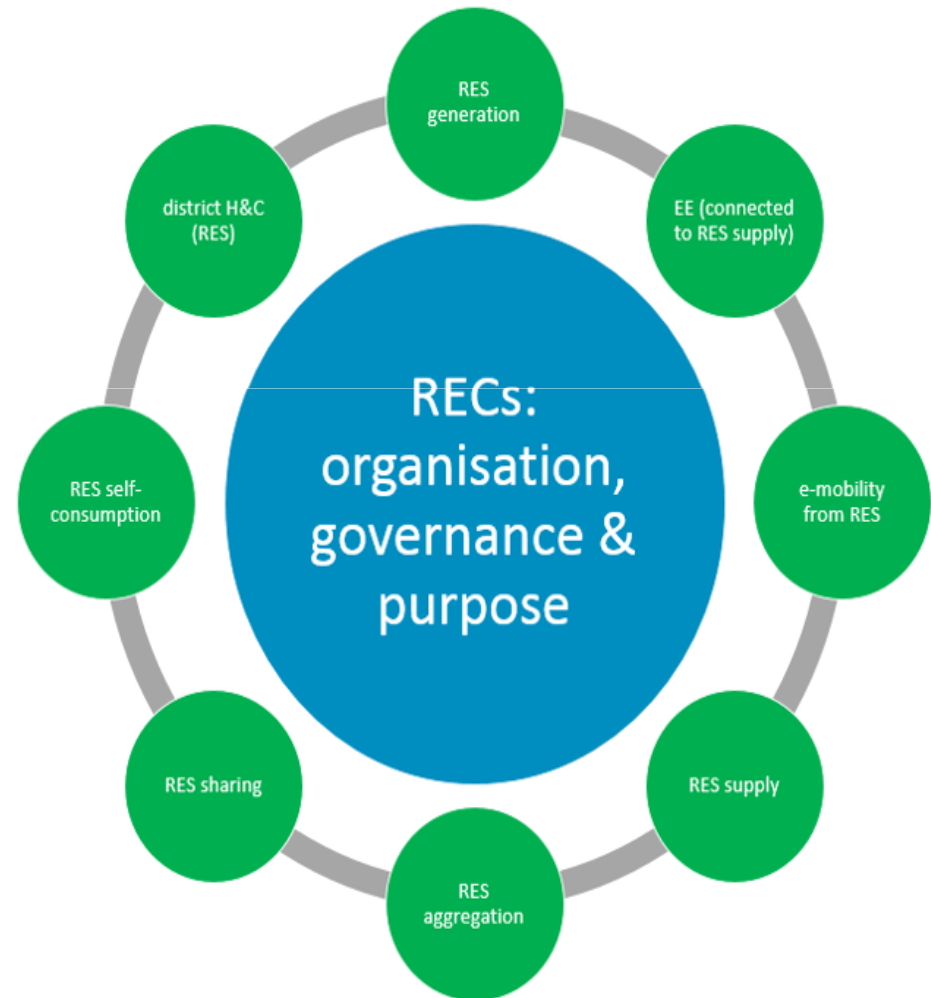 RES
generation
EE (connected
to RES supply)
e-mobility
from RES
RES supply
RES
aggregation
RES sharing
RES self-
consumption
district H&C
(RES)
RECs:
organisation,
governance &
purpose